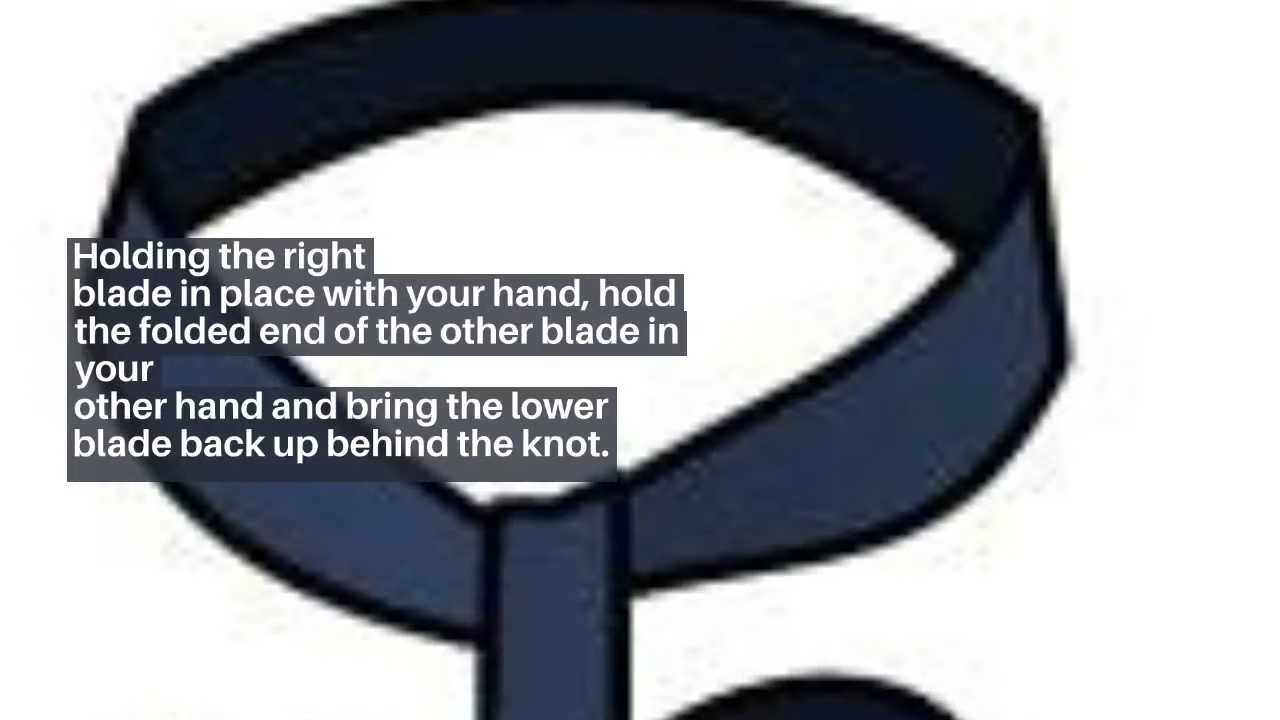 Holding the right
blade in place with your hand, hold
the folded end of the other blade in
your
other hand and bring the lower
blade back up behind the knot.